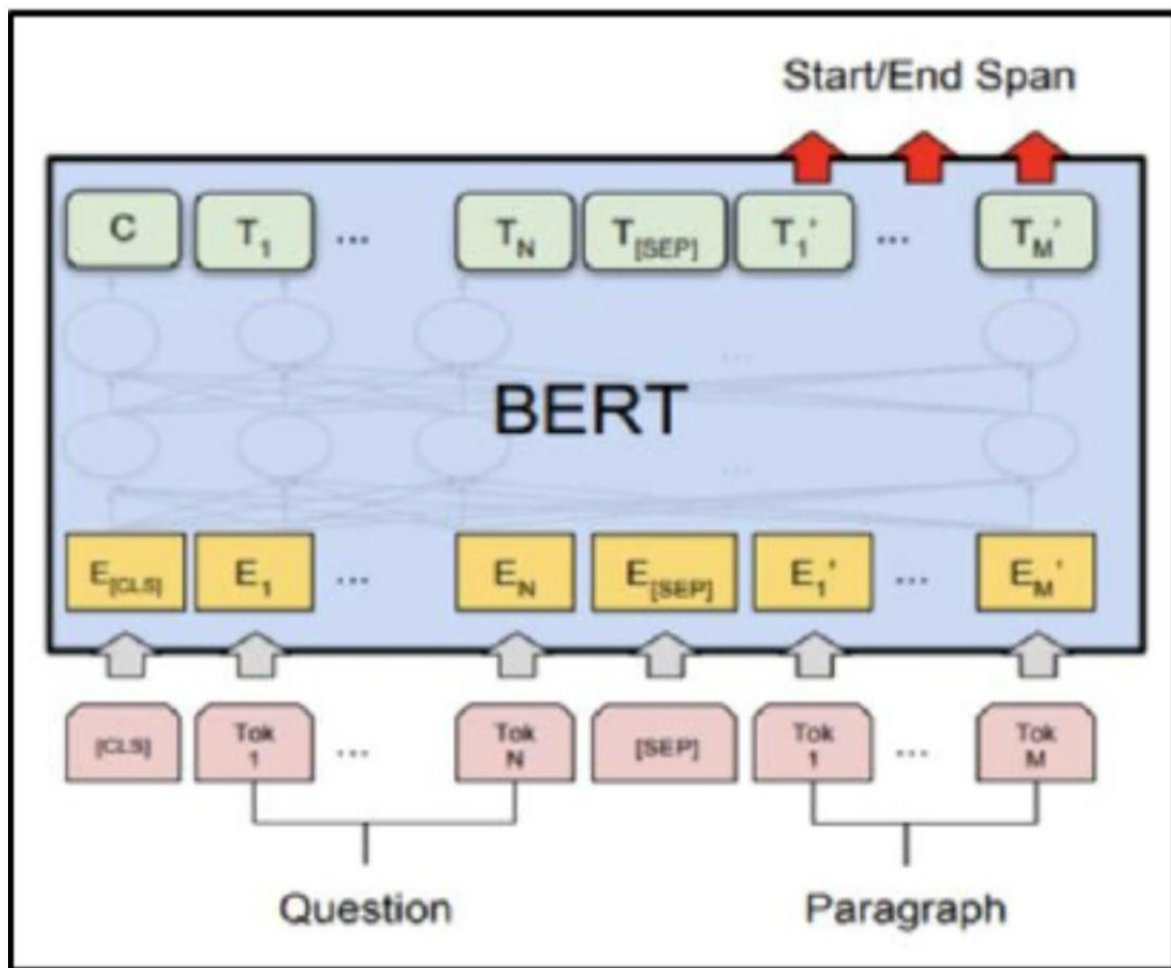 Start/End Span
C T1 ... TN T[SEP] T1' ... TM'
...
BERT
...
E[CLS] E1 ... EN E[SEP] E1' ... EM'
[CLS] Tok 1 ... Tok N [SEP] Tok 1 ... Tok M
Question Paragraph